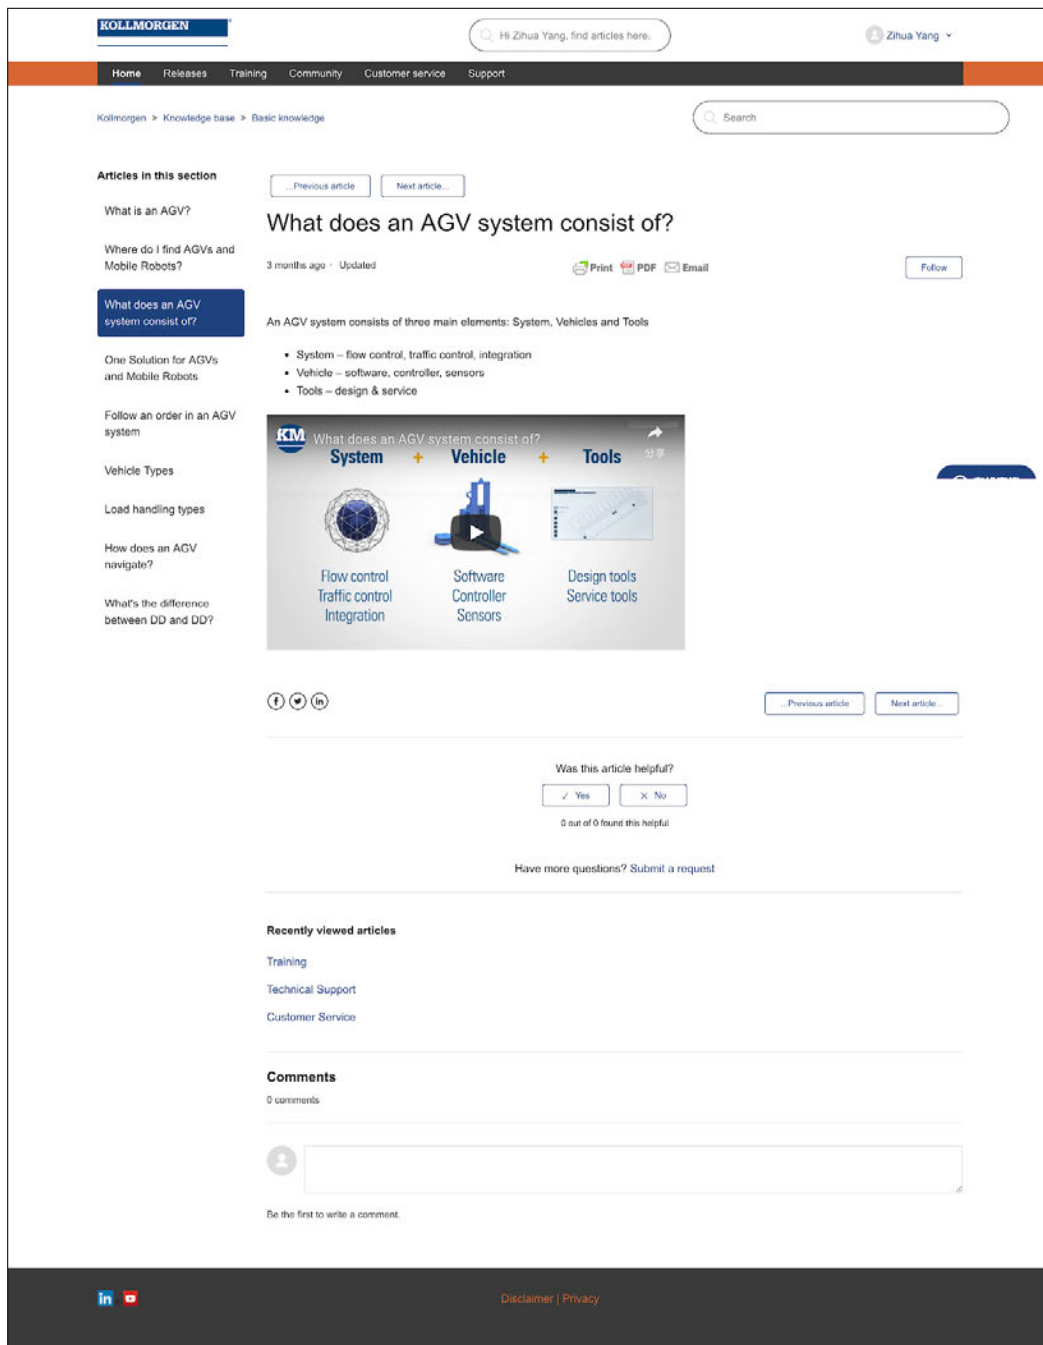 KOLLMORGEN
Hi Zihua Yang, find articles here.
Zihua Yang
Home Releases Training Community Customer service Support
Kollmorgen > Knowledge base > Basic knowledge
Search
Articles in this section
What is an AGV?
Where do I find AGVs and
Mobile Robots?
What does an AGV
system consist of?
One Solution for AGVs
and Mobile Robots
Follow an order in an AGV
system
Vehicle Types
Load handling types
How does an AGV
navigate?
What's the difference
between DD and DD?
...Previous article Next article...
What does an AGV system consist of?
3 months ago · Updated
Print PDF Email
Follow
An AGV system consists of three main elements: System, Vehicles and Tools
• System – flow control, traffic control, integration
• Vehicle – software, controller, sensors
• Tools – design & service
KM What does an AGV system consist of?
分享
System + Vehicle + Tools
Flow control Software Design tools
Traffic control Controller Service tools
Integration Sensors
...Previous article Next article...
Was this article helpful?
✓ Yes × No
0 out of 0 found this helpful
Have more questions? Submit a request
Recently viewed articles
Training
Technical Support
Customer Service
Comments
0 comments
Be the first to write a comment.
Disclaimer | Privacy